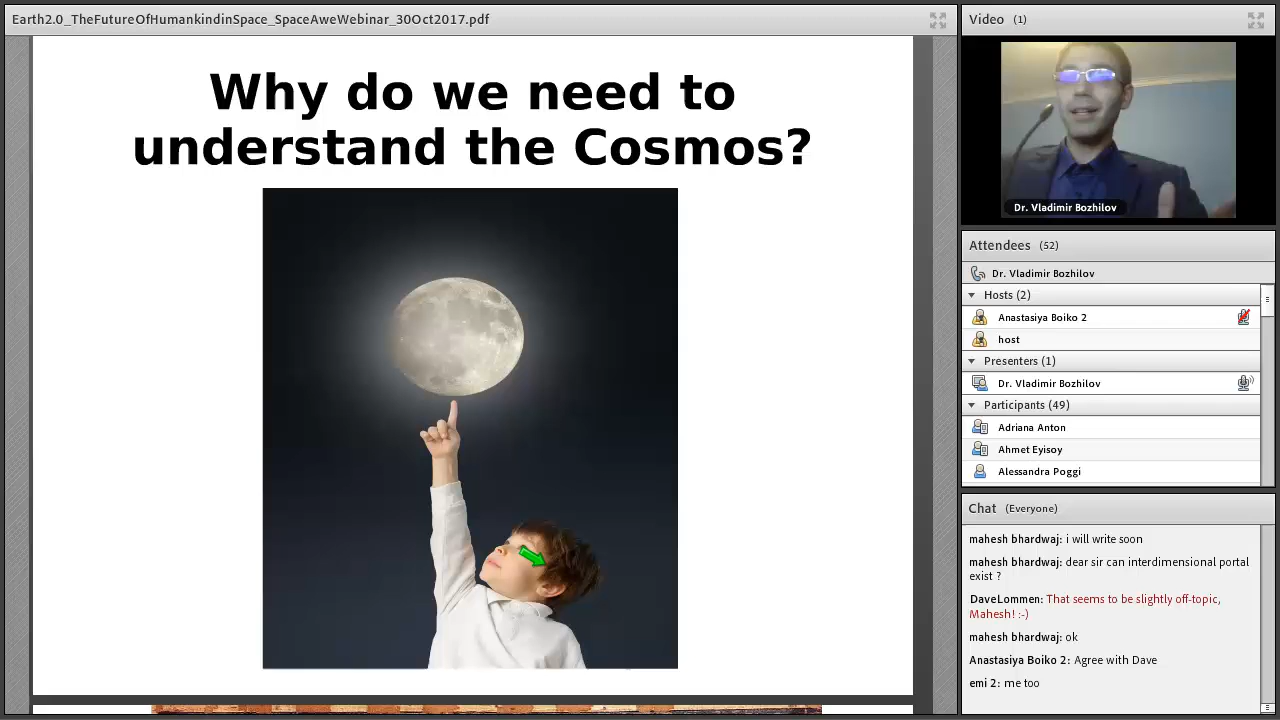 Earth2.0_TheFutureOfHumankindinSpace_SpaceAweWebinar_30Oct2017.pdf
Why do we need to
understand the Cosmos?
Video (1)
Dr. Vladimir Bozhilov
Attendees (52)
Dr. Vladimir Bozhilov
Hosts (2)
Anastasiya Boiko 2
host
Presenters (1)
Dr. Vladimir Bozhilov
Participants (49)
Adriana Anton
Ahmet Eyisoy
Alessandra Poggi
Chat (Everyone)
mahesh bhardwaj: i will write soon
mahesh bhardwaj: dear sir can interdimensional portal
exist ?
DaveLommen: That seems to be slightly off-topic,
Mahesh! :-)
mahesh bhardwaj: ok
Anastasiya Boiko 2: Agree with Dave
emi 2: me too